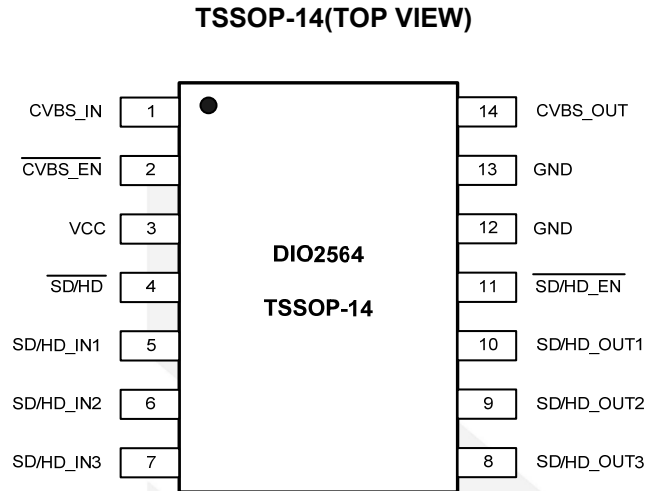 TSSOP-14(TOP VIEW)
CVBS_IN 1 14 CVBS_OUT
CVBS_EN 2 13 GND
VCC 3 12 GND
DIO2564
SD/HD 4 11 SD/HD_EN
TSSOP-14
SD/HD_IN1 5 10 SD/HD_OUT1
SD/HD_IN2 6 9 SD/HD_OUT2
SD/HD_IN3 7 8 SD/HD_OUT3